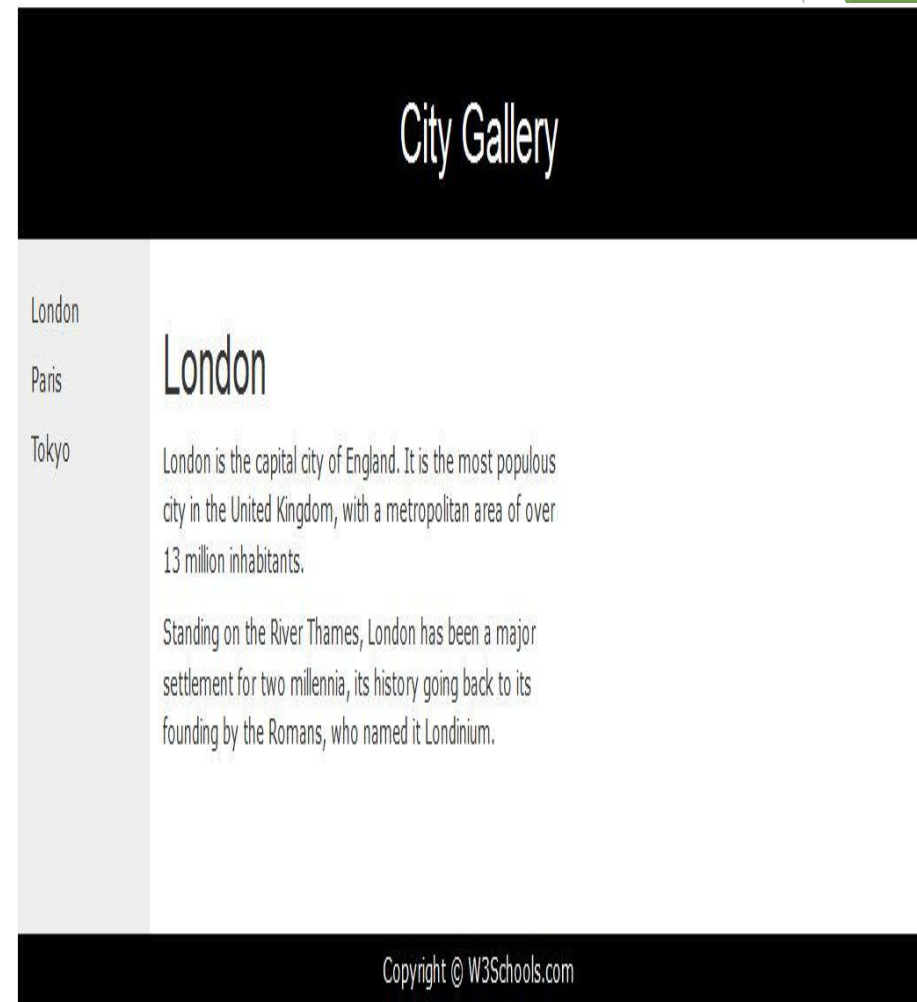 City Gallery
London
Paris
Tokyo
London
London is the capital city of England. It is the most populous
city in the United Kingdom, with a metropolitan area of over
13 million inhabitants.
Standing on the River Thames, London has been a major
settlement for two millennia, its history going back to its
founding by the Romans, who named it Londinium.
Copyright © W3Schools.com